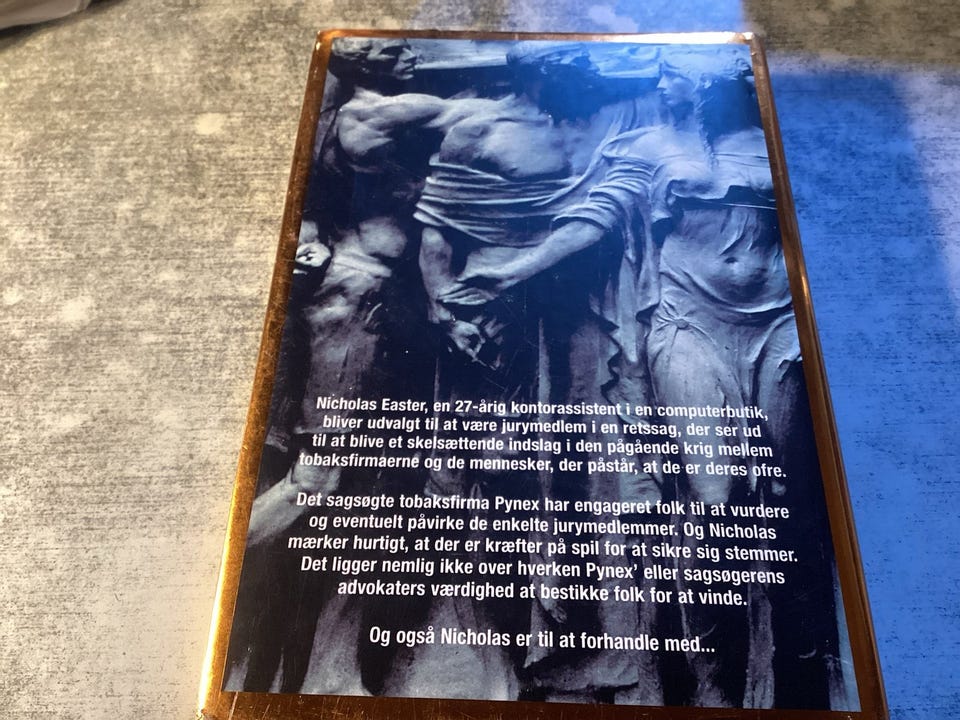 Nicholas Easter, en 27-årig kontorassistent i en computerbutik,
bliver udvalgt til at være jurymedlem i en retssag, der ser ud
til at blive et skelsættende indslag i den pågående krig mellem
tobaksfirmaerne og de mennesker, der påstår, at de er deres ofre.
Det sagsøgte tobaksfirma Pynex har engageret folk til at vurdere
og eventuelt påvirke de enkelte jurymedlemmer. Og Nicholas
mærker hurtigt, at der er kræfter på spil for at sikre sig stemmer.
Det ligger nemlig ikke over hverken Pynex’ eller sagsøgerens
advokaters værdighed at bestikke folk for at vinde.
Og også Nicholas er til at forhandle med...